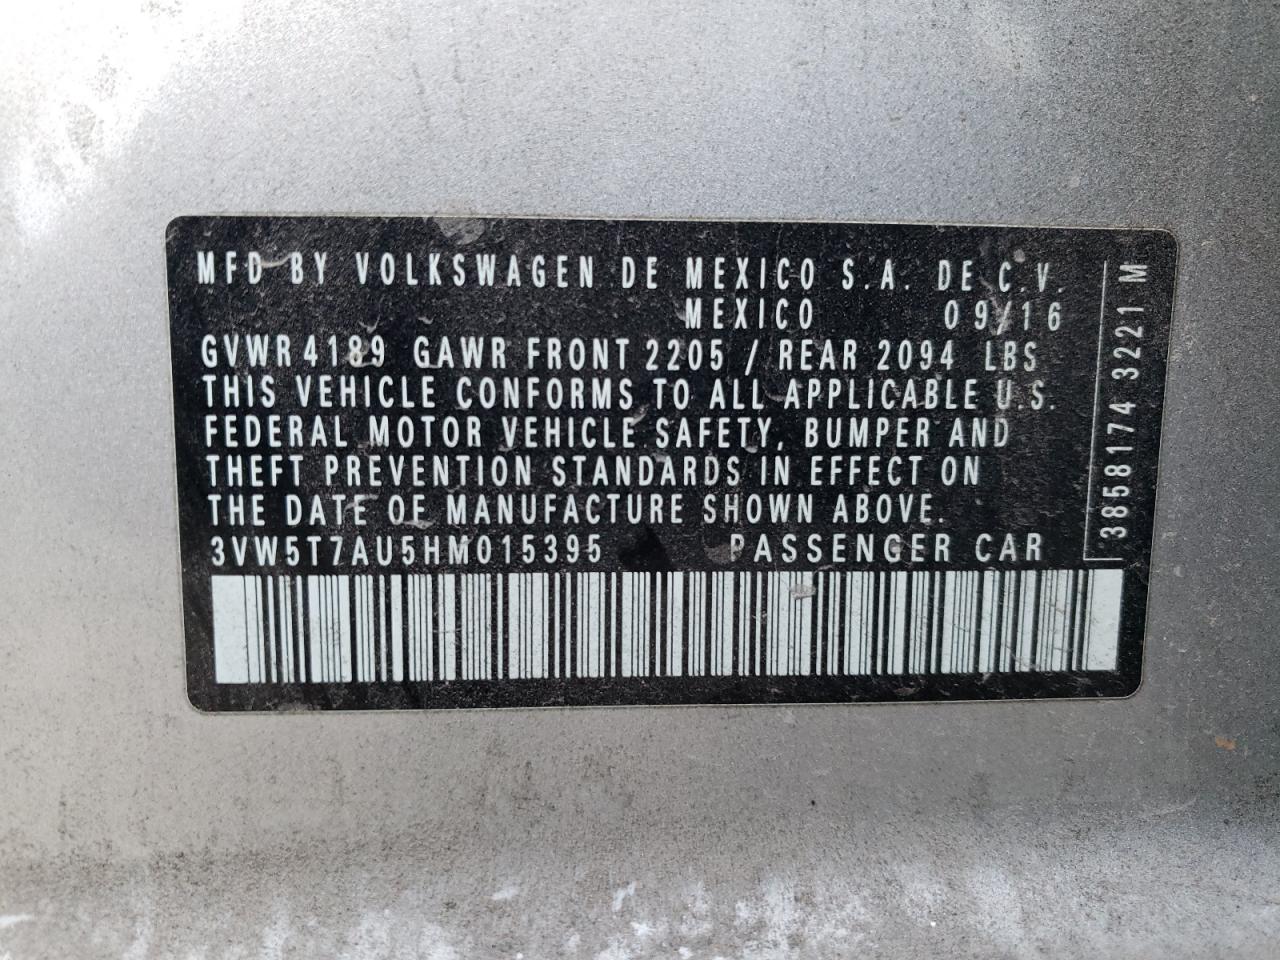 MFD BY VOLKSWAGEN DE MEXICO S.A. DE C.V.
MEXICO 09/16
GVWR 4189 GAWR FRONT 2205 / REAR 2094 LBS
THIS VEHICLE CONFORMS TO ALL APPLICABLE U.S.
FEDERAL MOTOR VEHICLE SAFETY, BUMPER AND
THEFT PREVENTION STANDARDS IN EFFECT ON
THE DATE OF MANUFACTURE SHOWN ABOVE.
3VW5T7AU5HM015395 PASSENGER CAR
3858174 3221 M